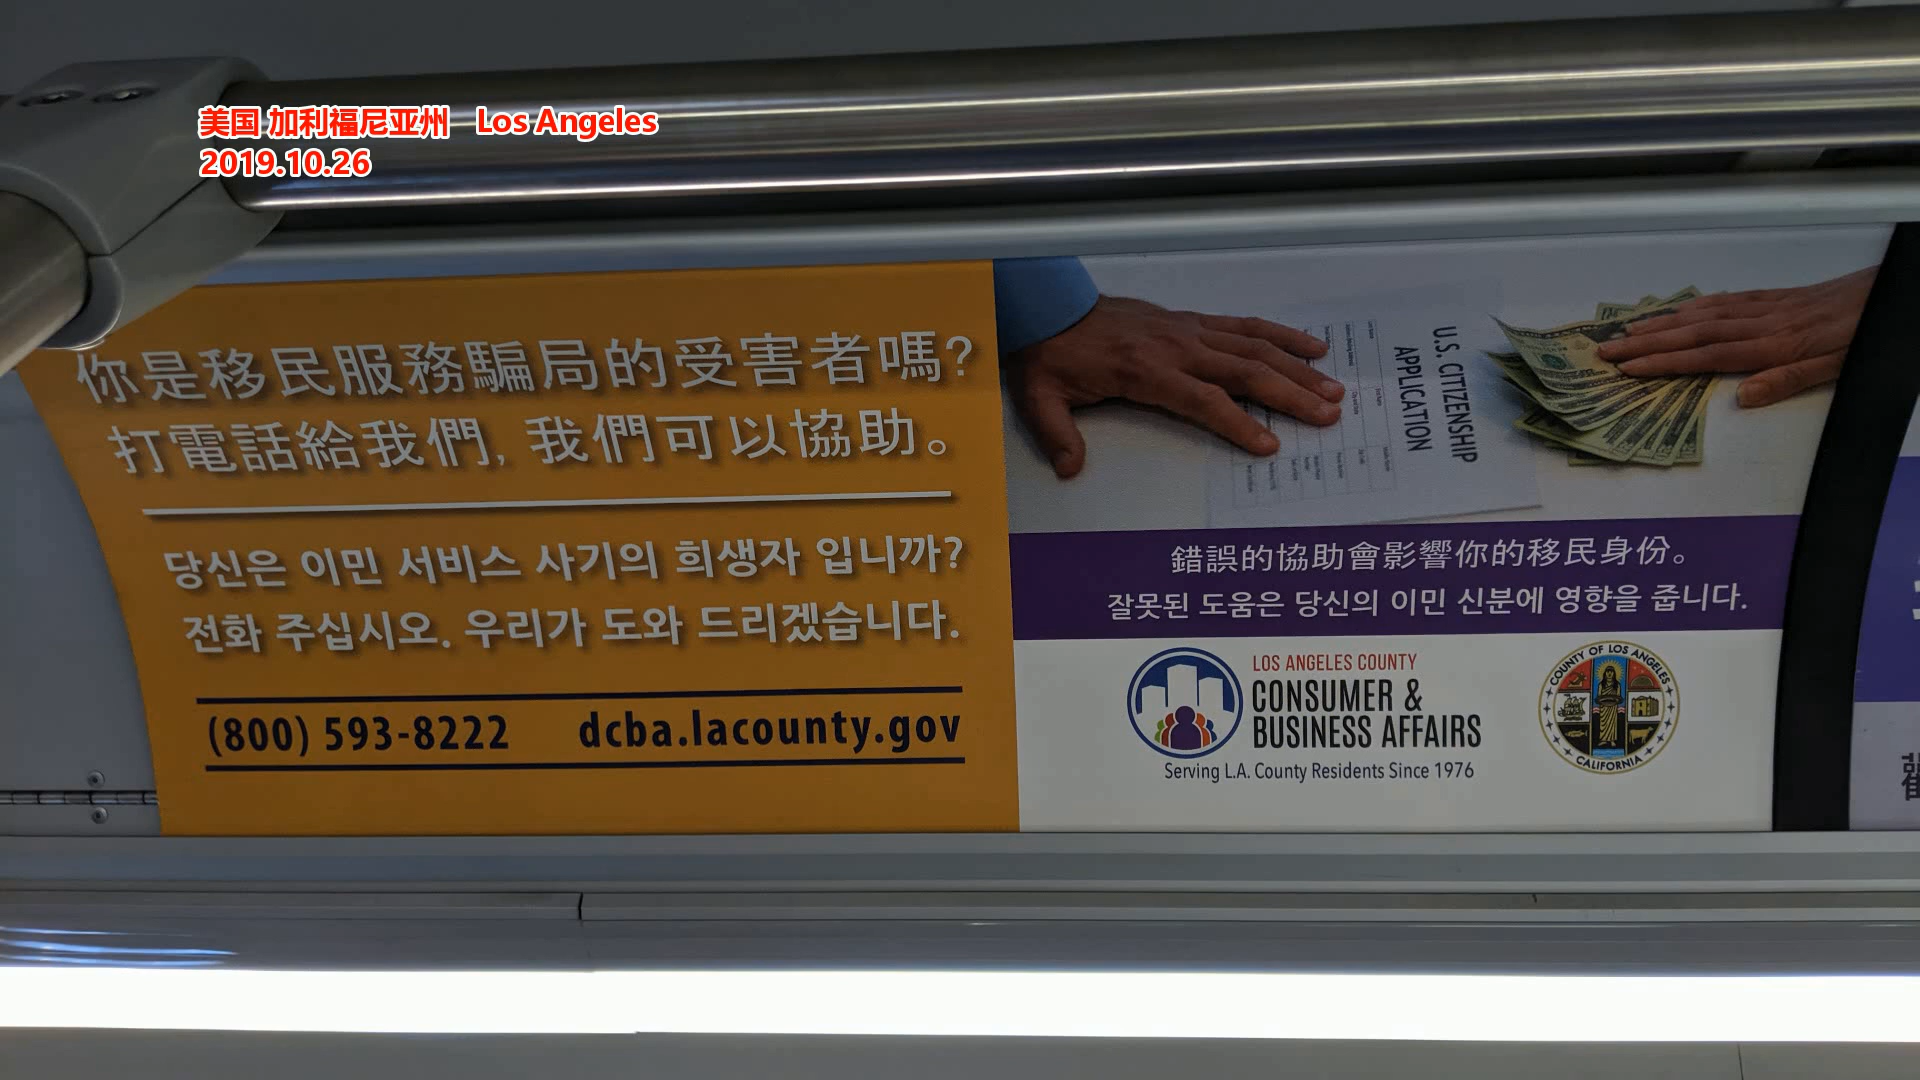 美国 加利福尼亚州 Los Angeles
2019.10.26
你是移民服務騙局的受害者嗎?
打電話給我們, 我們可以協助。
당신은 이민 서비스 사기의 희생자 입니까?
전화 주십시오. 우리가 도와 드리겠습니다.
(800) 593-8222 dcba.lacounty.gov
U.S. CITIZENSHIP
APPLICATION
錯誤的協助會影響你的移民身份。
잘못된 도움은 당신의 이민 신분에 영향을 줍니다.
LOS ANGELES COUNTY
CONSUMER &
BUSINESS AFFAIRS
Serving L.A. County Residents Since 1976
COUNTY OF LOS ANGELES
CALIFORNIA